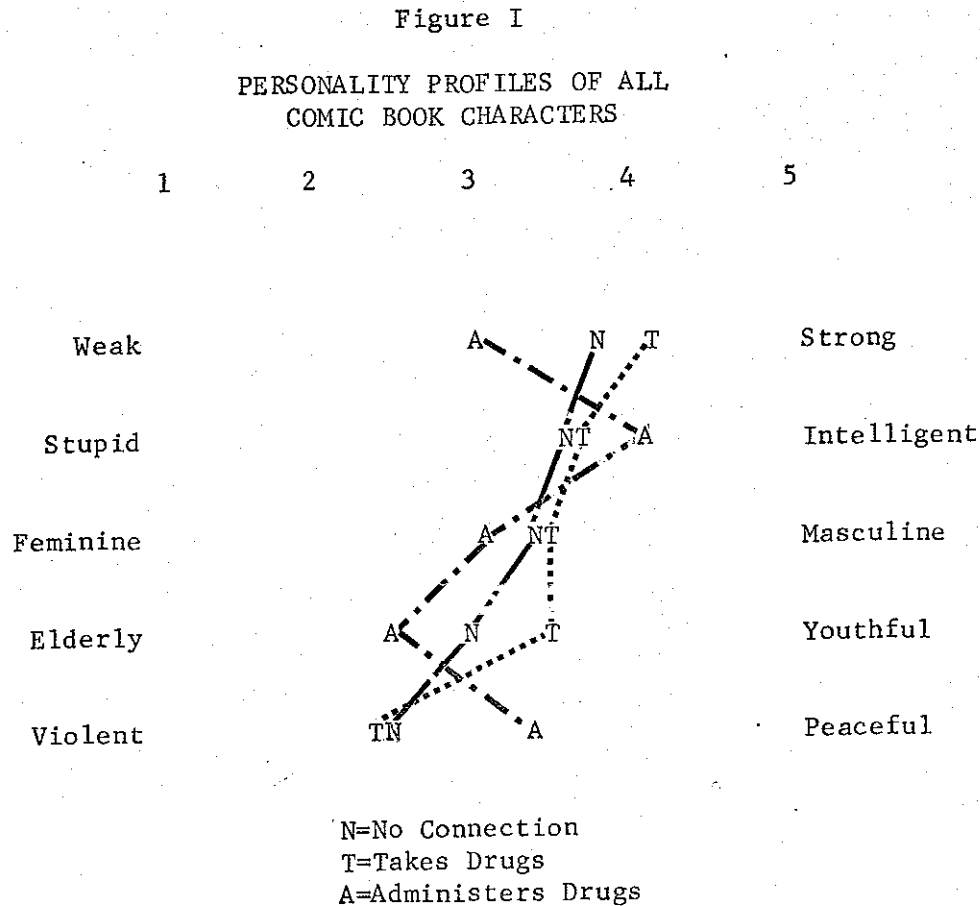 Figure I
PERSONALITY PROFILES OF ALL
COMIC BOOK CHARACTERS
1 2 3 4 5
Weak A N T Strong
Stupid NT A Intelligent
Feminine A NT Masculine
Elderly A N T Youthful
Violent TN A Peaceful
N=No Connection
T=Takes Drugs
A=Administers Drugs